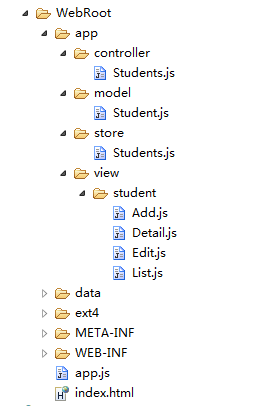 WebRoot
app
controller
Students.js
model
Student.js
store
Students.js
view
student
Add.js
Detail.js
Edit.js
List.js
data
ext4
META-INF
WEB-INF
app.js
index.html